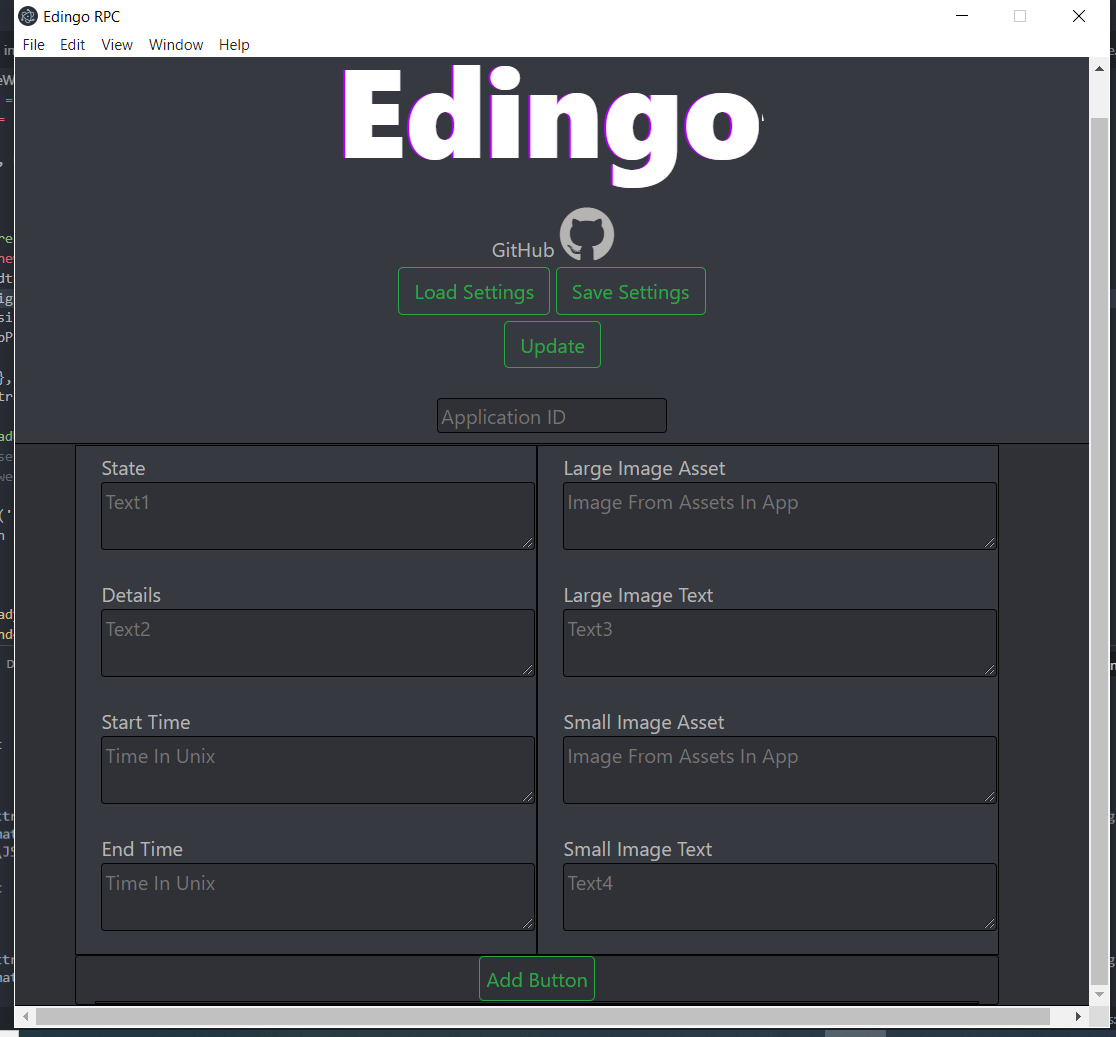 Edingo RPC
File Edit View Window Help
Edingo
GitHub
Load Settings Save Settings
Update
Application ID
State
Text1
Details
Text2
Start Time
Time In Unix
End Time
Time In Unix
Large Image Asset
Image From Assets In App
Large Image Text
Text3
Small Image Asset
Image From Assets In App
Small Image Text
Text4
Add Button